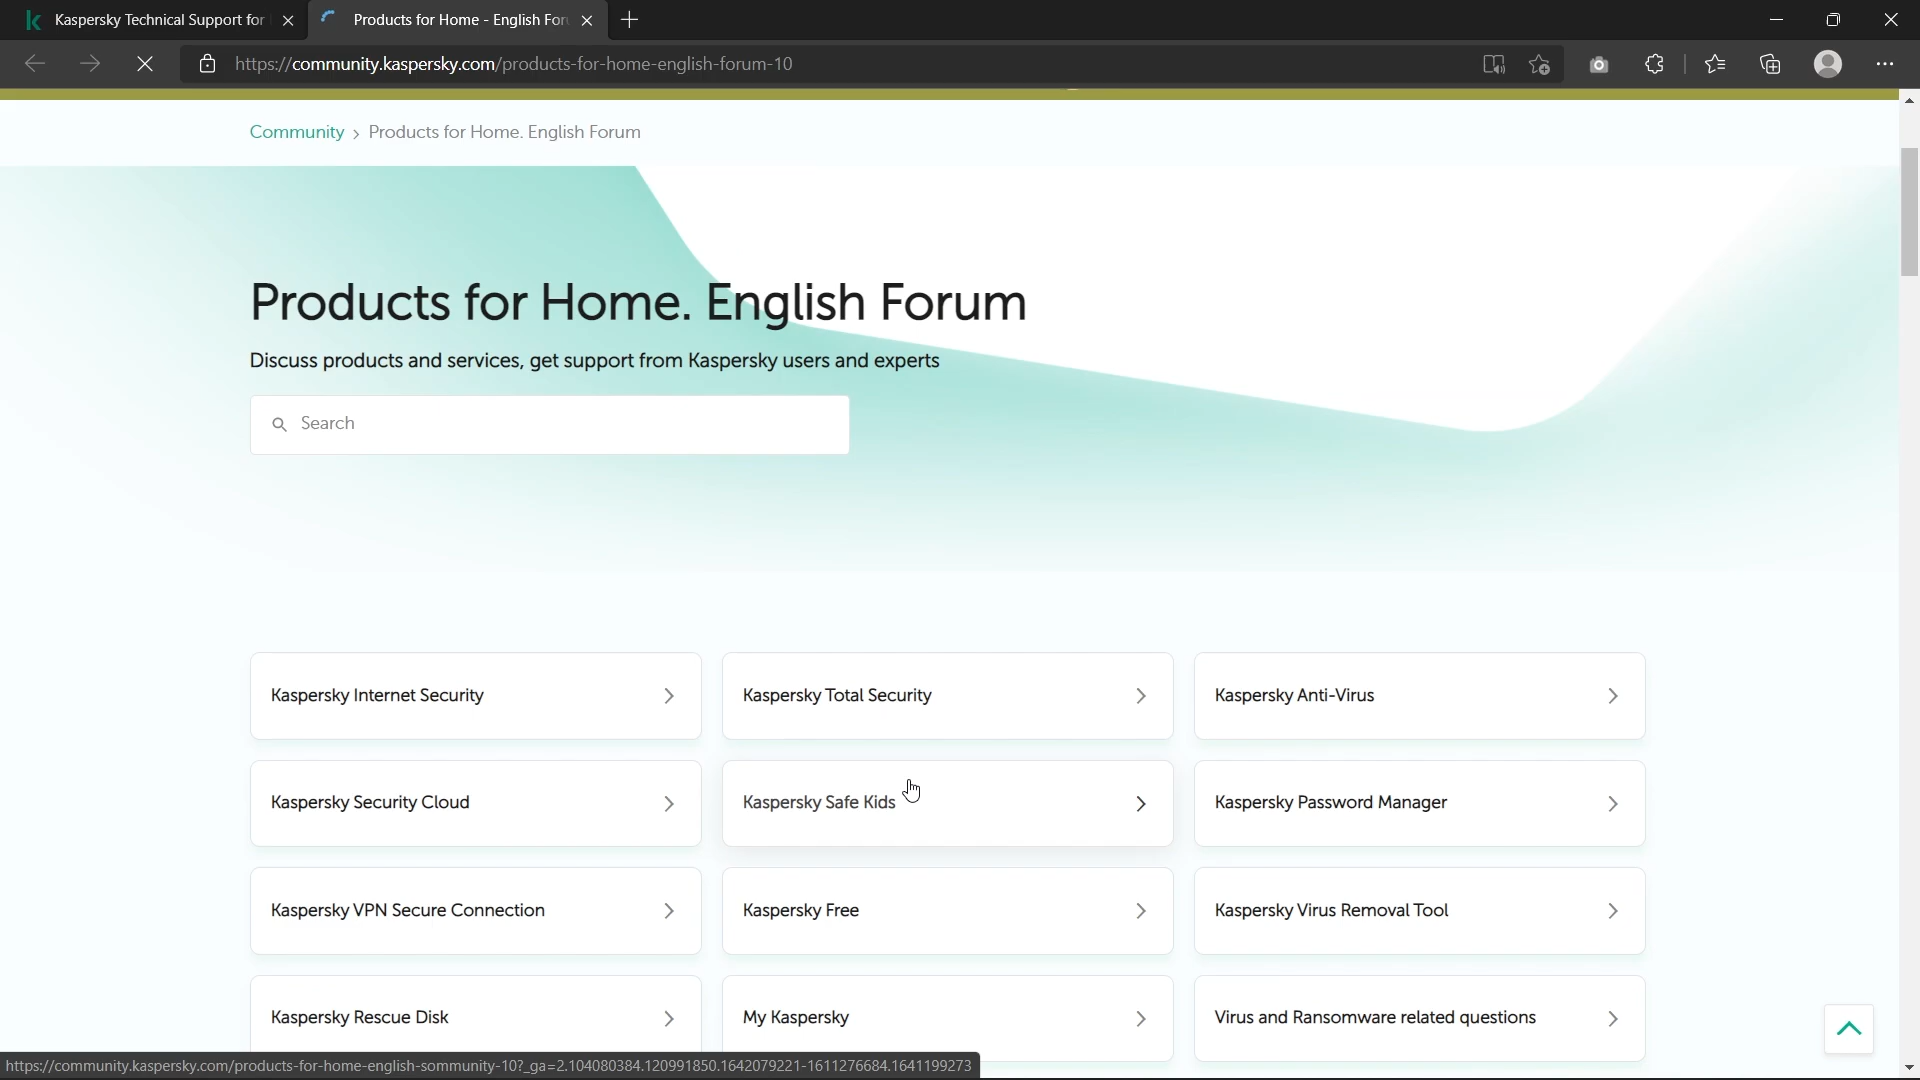 Kaspersky Technical Support for
Products for Home - English For
https://community.kaspersky.com/products-for-home-english-forum-10
Community > Products for Home. English Forum
Products for Home. English Forum
Discuss products and services, get support from Kaspersky users and experts
Search
Kaspersky Internet Security
Kaspersky Total Security
Kaspersky Anti-Virus
Kaspersky Security Cloud
Kaspersky Safe Kids
Kaspersky Password Manager
Kaspersky VPN Secure Connection
Kaspersky Free
Kaspersky Virus Removal Tool
Kaspersky Rescue Disk
My Kaspersky
Virus and Ransomware related questions
https://community.kaspersky.com/products-for-home-english-sommunity-10?_ga=2.104080384.120991850.1642079221-1611276684.1641199273